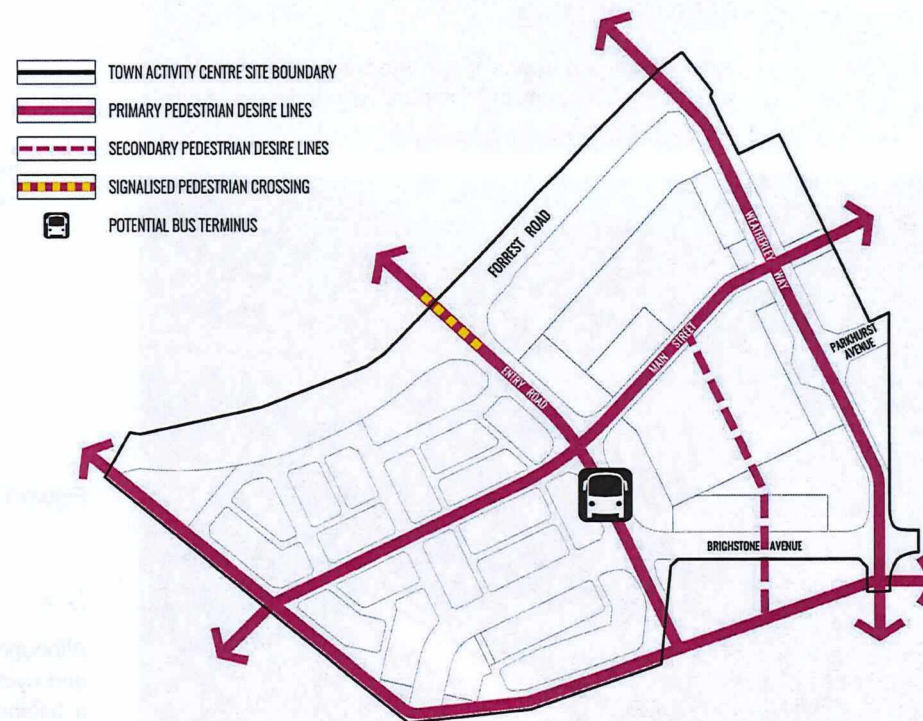 TOWN ACTIVITY CENTRE SITE BOUNDARY
PRIMARY PEDESTRIAN DESIRE LINES
SECONDARY PEDESTRIAN DESIRE LINES
SIGNALISED PEDESTRIAN CROSSING
POTENTIAL BUS TERMINUS
FORREST ROAD
WEATHERLEY WAY
MAIN STREET
PARKHURST
AVENUE
ENTRY ROAD
BRIGHSTONE AVENUE